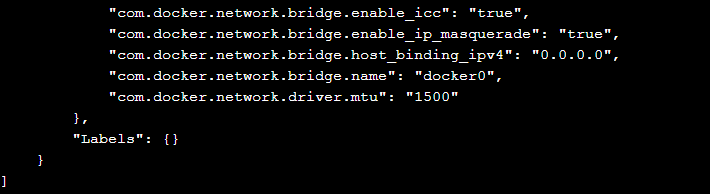 "com.docker.network.bridge.enable_icc": "true",
"com.docker.network.bridge.enable_ip_masquerade": "true",
"com.docker.network.bridge.host_binding_ipv4": "0.0.0.0",
"com.docker.network.bridge.name": "docker0",
"com.docker.network.driver.mtu": "1500"
},
"Labels": {}
}
]